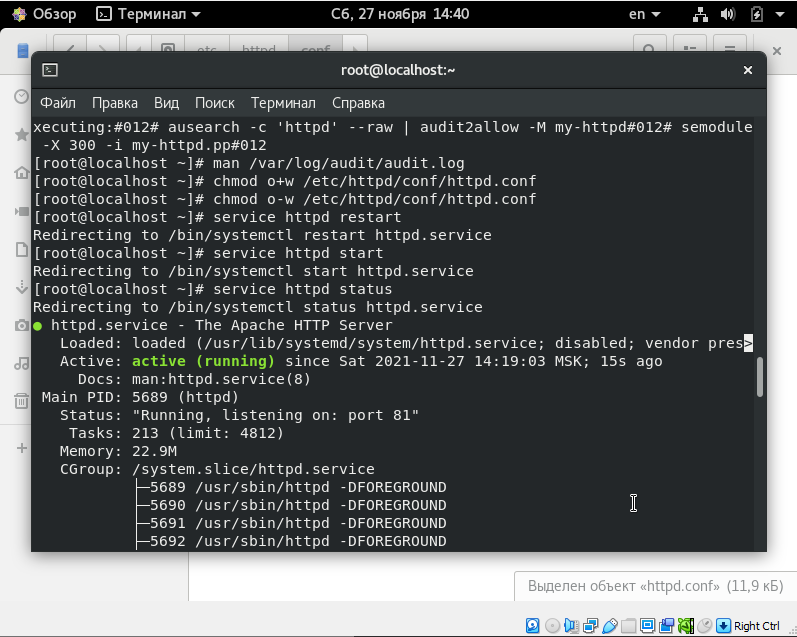 Обзор Терминал Сб, 27 ноября 14:40 en
etc httpd conf
root@localhost:~
Файл Правка Вид Поиск Терминал Справка
xecuting:#012# ausearch -c 'httpd' --raw | audit2allow -M my-httpd#012# semodule
-X 300 -i my-httpd.pp#012
[root@localhost ~]# man /var/log/audit/audit.log
[root@localhost ~]# chmod o+w /etc/httpd/conf/httpd.conf
[root@localhost ~]# chmod o-w /etc/httpd/conf/httpd.conf
[root@localhost ~]# service httpd restart
Redirecting to /bin/systemctl restart httpd.service
[root@localhost ~]# service httpd start
Redirecting to /bin/systemctl start httpd.service
[root@localhost ~]# service httpd status
Redirecting to /bin/systemctl status httpd.service
● httpd.service - The Apache HTTP Server
Loaded: loaded (/usr/lib/systemd/system/httpd.service; disabled; vendor pres>
Active: active (running) since Sat 2021-11-27 14:19:03 MSK; 15s ago
Docs: man:httpd.service(8)
Main PID: 5689 (httpd)
Status: "Running, listening on: port 81"
Tasks: 213 (limit: 4812)
Memory: 22.9M
CGroup: /system.slice/httpd.service
├─5689 /usr/sbin/httpd -DFOREGROUND
├─5690 /usr/sbin/httpd -DFOREGROUND
├─5691 /usr/sbin/httpd -DFOREGROUND
├─5692 /usr/sbin/httpd -DFOREGROUND
Выделен объект «httpd.conf» (11,9 кБ)
Right Ctrl